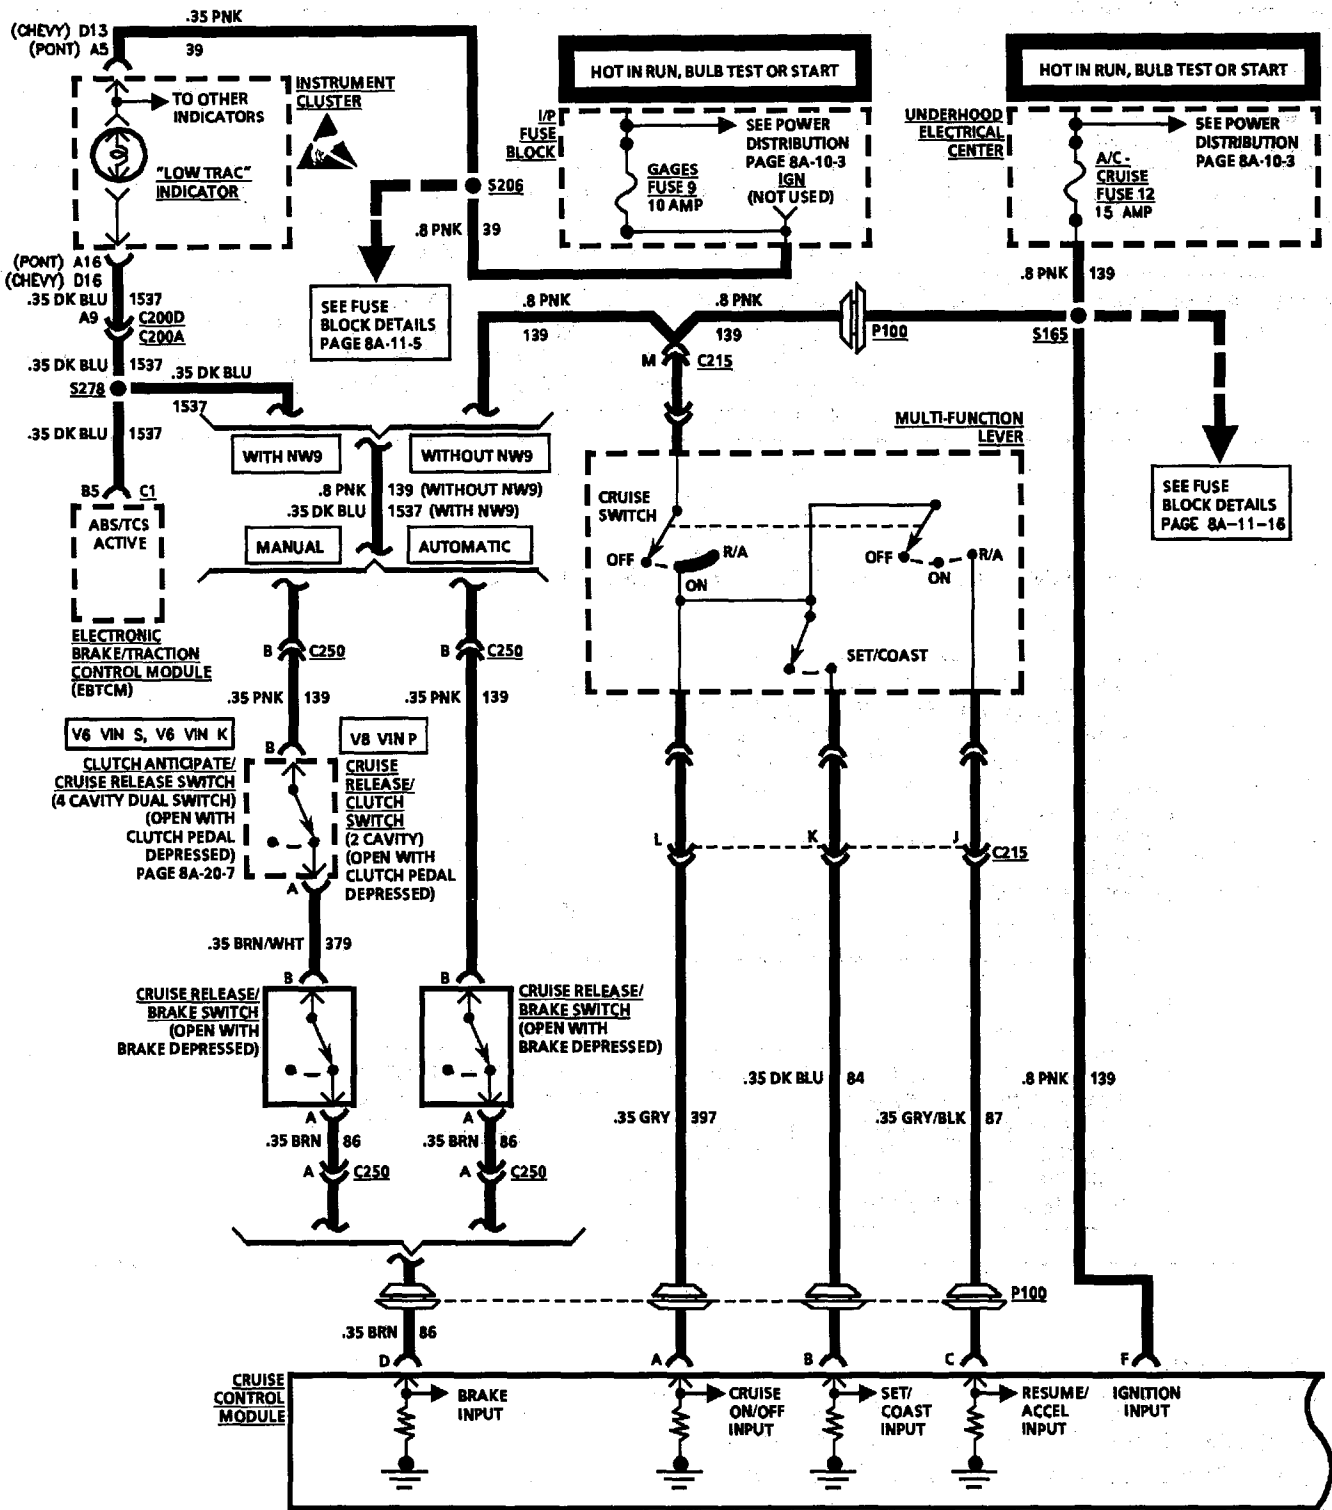 .35 PNK
(CHEVY) D13
(PONT) A5
39
HOT IN RUN, BULB TEST OR START
HOT IN RUN, BULB TEST OR START
TO OTHER
INDICATORS
INSTRUMENT
CLUSTER
"LOW TRAC"
INDICATOR
I/P
FUSE
BLOCK
SEE POWER
DISTRIBUTION
PAGE 8A-10-3
IGN
(NOT USED)
GAGES
FUSE 9
10 AMP
UNDERHOOD
ELECTRICAL
CENTER
SEE POWER
DISTRIBUTION
PAGE 8A-10-3
A/C -
CRUISE
FUSE 12
15 AMP
S206
.8 PNK
39
(PONT) A16
(CHEVY) D16
.35 DK BLU
1537
A9
C200D
C200A
.35 DK BLU
1537
S278
.35 DK BLU
1537
.35 DK BLU
1537
SEE FUSE
BLOCK DETAILS
PAGE 8A-11-5
.8 PNK
139
.8 PNK
139
P100
.8 PNK
139
S165
M
C215
B5
C1
ABS/TCS
ACTIVE
ELECTRONIC
BRAKE/TRACTION
CONTROL MODULE
(EBTCM)
WITH NW9
WITHOUT NW9
.8 PNK
139 (WITHOUT NW9)
.35 DK BLU
1537 (WITH NW9)
MANUAL
AUTOMATIC
MULTI-FUNCTION
LEVER
CRUISE
SWITCH
OFF
R/A
ON
OFF
R/A
ON
SET/COAST
SEE FUSE
BLOCK DETAILS
PAGE 8A-11-16
B
C250
B
C250
.35 PNK
139
.35 PNK
139
V6 VIN S, V6 VIN K
V8 VIN P
B
CLUTCH ANTICIPATE/
CRUISE RELEASE SWITCH
(4 CAVITY DUAL SWITCH)
(OPEN WITH
CLUTCH PEDAL
DEPRESSED)
PAGE 8A-20-7
CRUISE
RELEASE/
CLUTCH
SWITCH
(2 CAVITY)
(OPEN WITH
CLUTCH PEDAL
DEPRESSED)
A
L
K
J
C215
.35 BRN/WHT
379
B
B
CRUISE RELEASE/
BRAKE SWITCH
(OPEN WITH
BRAKE DEPRESSED)
CRUISE RELEASE/
BRAKE SWITCH
(OPEN WITH
BRAKE DEPRESSED)
.35 DK BLU
84
.8 PNK
139
.35 GRY
397
.35 GRY/BLK
87
A
A
.35 BRN
86
.35 BRN
86
A
C250
A
C250
P100
.35 BRN
86
D
A
B
C
F
CRUISE
CONTROL
MODULE
BRAKE
INPUT
CRUISE
ON/OFF
INPUT
SET/
COAST
INPUT
RESUME/
ACCEL
INPUT
IGNITION
INPUT